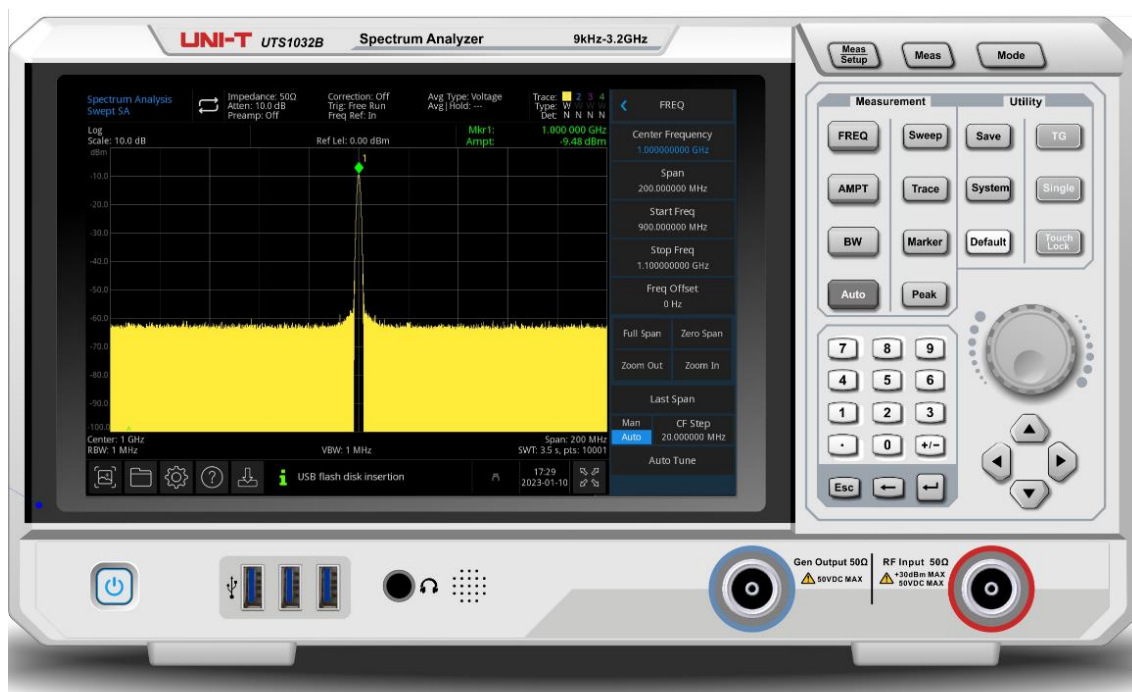 UNI-T UTS1032B Spectrum Analyzer 9kHz-3.2GHz
Spectrum Analysis
Swept SA
Impedance: 50Ω
Atten: 10.0 dB
Preamp: Off
Correction: Off
Trig: Free Run
Freq Ref: In
Avg Type: Voltage
Avg|Hold: ---
Trace: 2 3 4
Type: W W W W
Det: N N N N
Log
Scale: 10.0 dB
Ref Lel: 0.00 dBm
Mkr1: 1.000 000 GHz
Ampt: -9.48 dBm
dBm
1
-10.0
-20.0
-30.0
-40.0
-50.0
-60.0
-70.0
-80.0
-90.0
-100.0
Center: 1 GHz
RBW: 1 MHz
VBW: 1 MHz
Span: 200 MHz
SWT: 3.5 s, pts: 10001
USB flash disk insertion
17:29
2023-01-10
FREQ
Center Frequency
1.000000000 GHz
Span
200.000000 MHz
Start Freq
900.000000 MHz
Stop Freq
1.100000000 GHz
Freq Offset
0 Hz
Full Span Zero Span
Zoom Out Zoom In
Last Span
Man
Auto
CF Step
20.000000 MHz
Auto Tune
Meas
Setup
Meas
Mode
Measurement
Utility
FREQ Sweep Save TG
AMPT Trace System Single
BW Marker Default Touch
Lock
Auto Peak
7 8 9
4 5 6
1 2 3
. 0 +/-
Esc
Gen Output 50Ω
50VDC MAX
RF Input 50Ω
+30dBm MAX
50VDC MAX